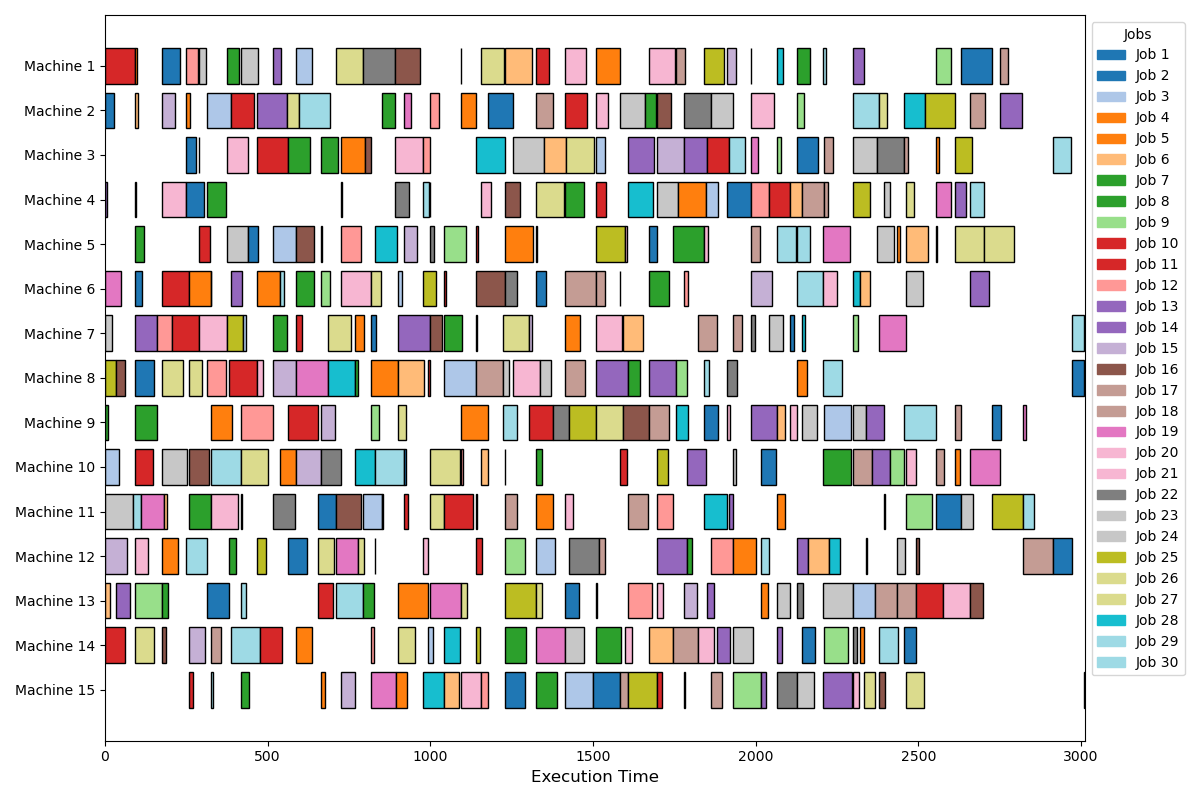 Machine 1
Machine 2
Machine 3
Machine 4
Machine 5
Machine 6
Machine 7
Machine 8
Machine 9
Machine 10
Machine 11
Machine 12
Machine 13
Machine 14
Machine 15
0 500 1000 1500 2000 2500 3000
Execution Time
Jobs
Job 1
Job 2
Job 3
Job 4
Job 5
Job 6
Job 7
Job 8
Job 9
Job 10
Job 11
Job 12
Job 13
Job 14
Job 15
Job 16
Job 17
Job 18
Job 19
Job 20
Job 21
Job 22
Job 23
Job 24
Job 25
Job 26
Job 27
Job 28
Job 29
Job 30